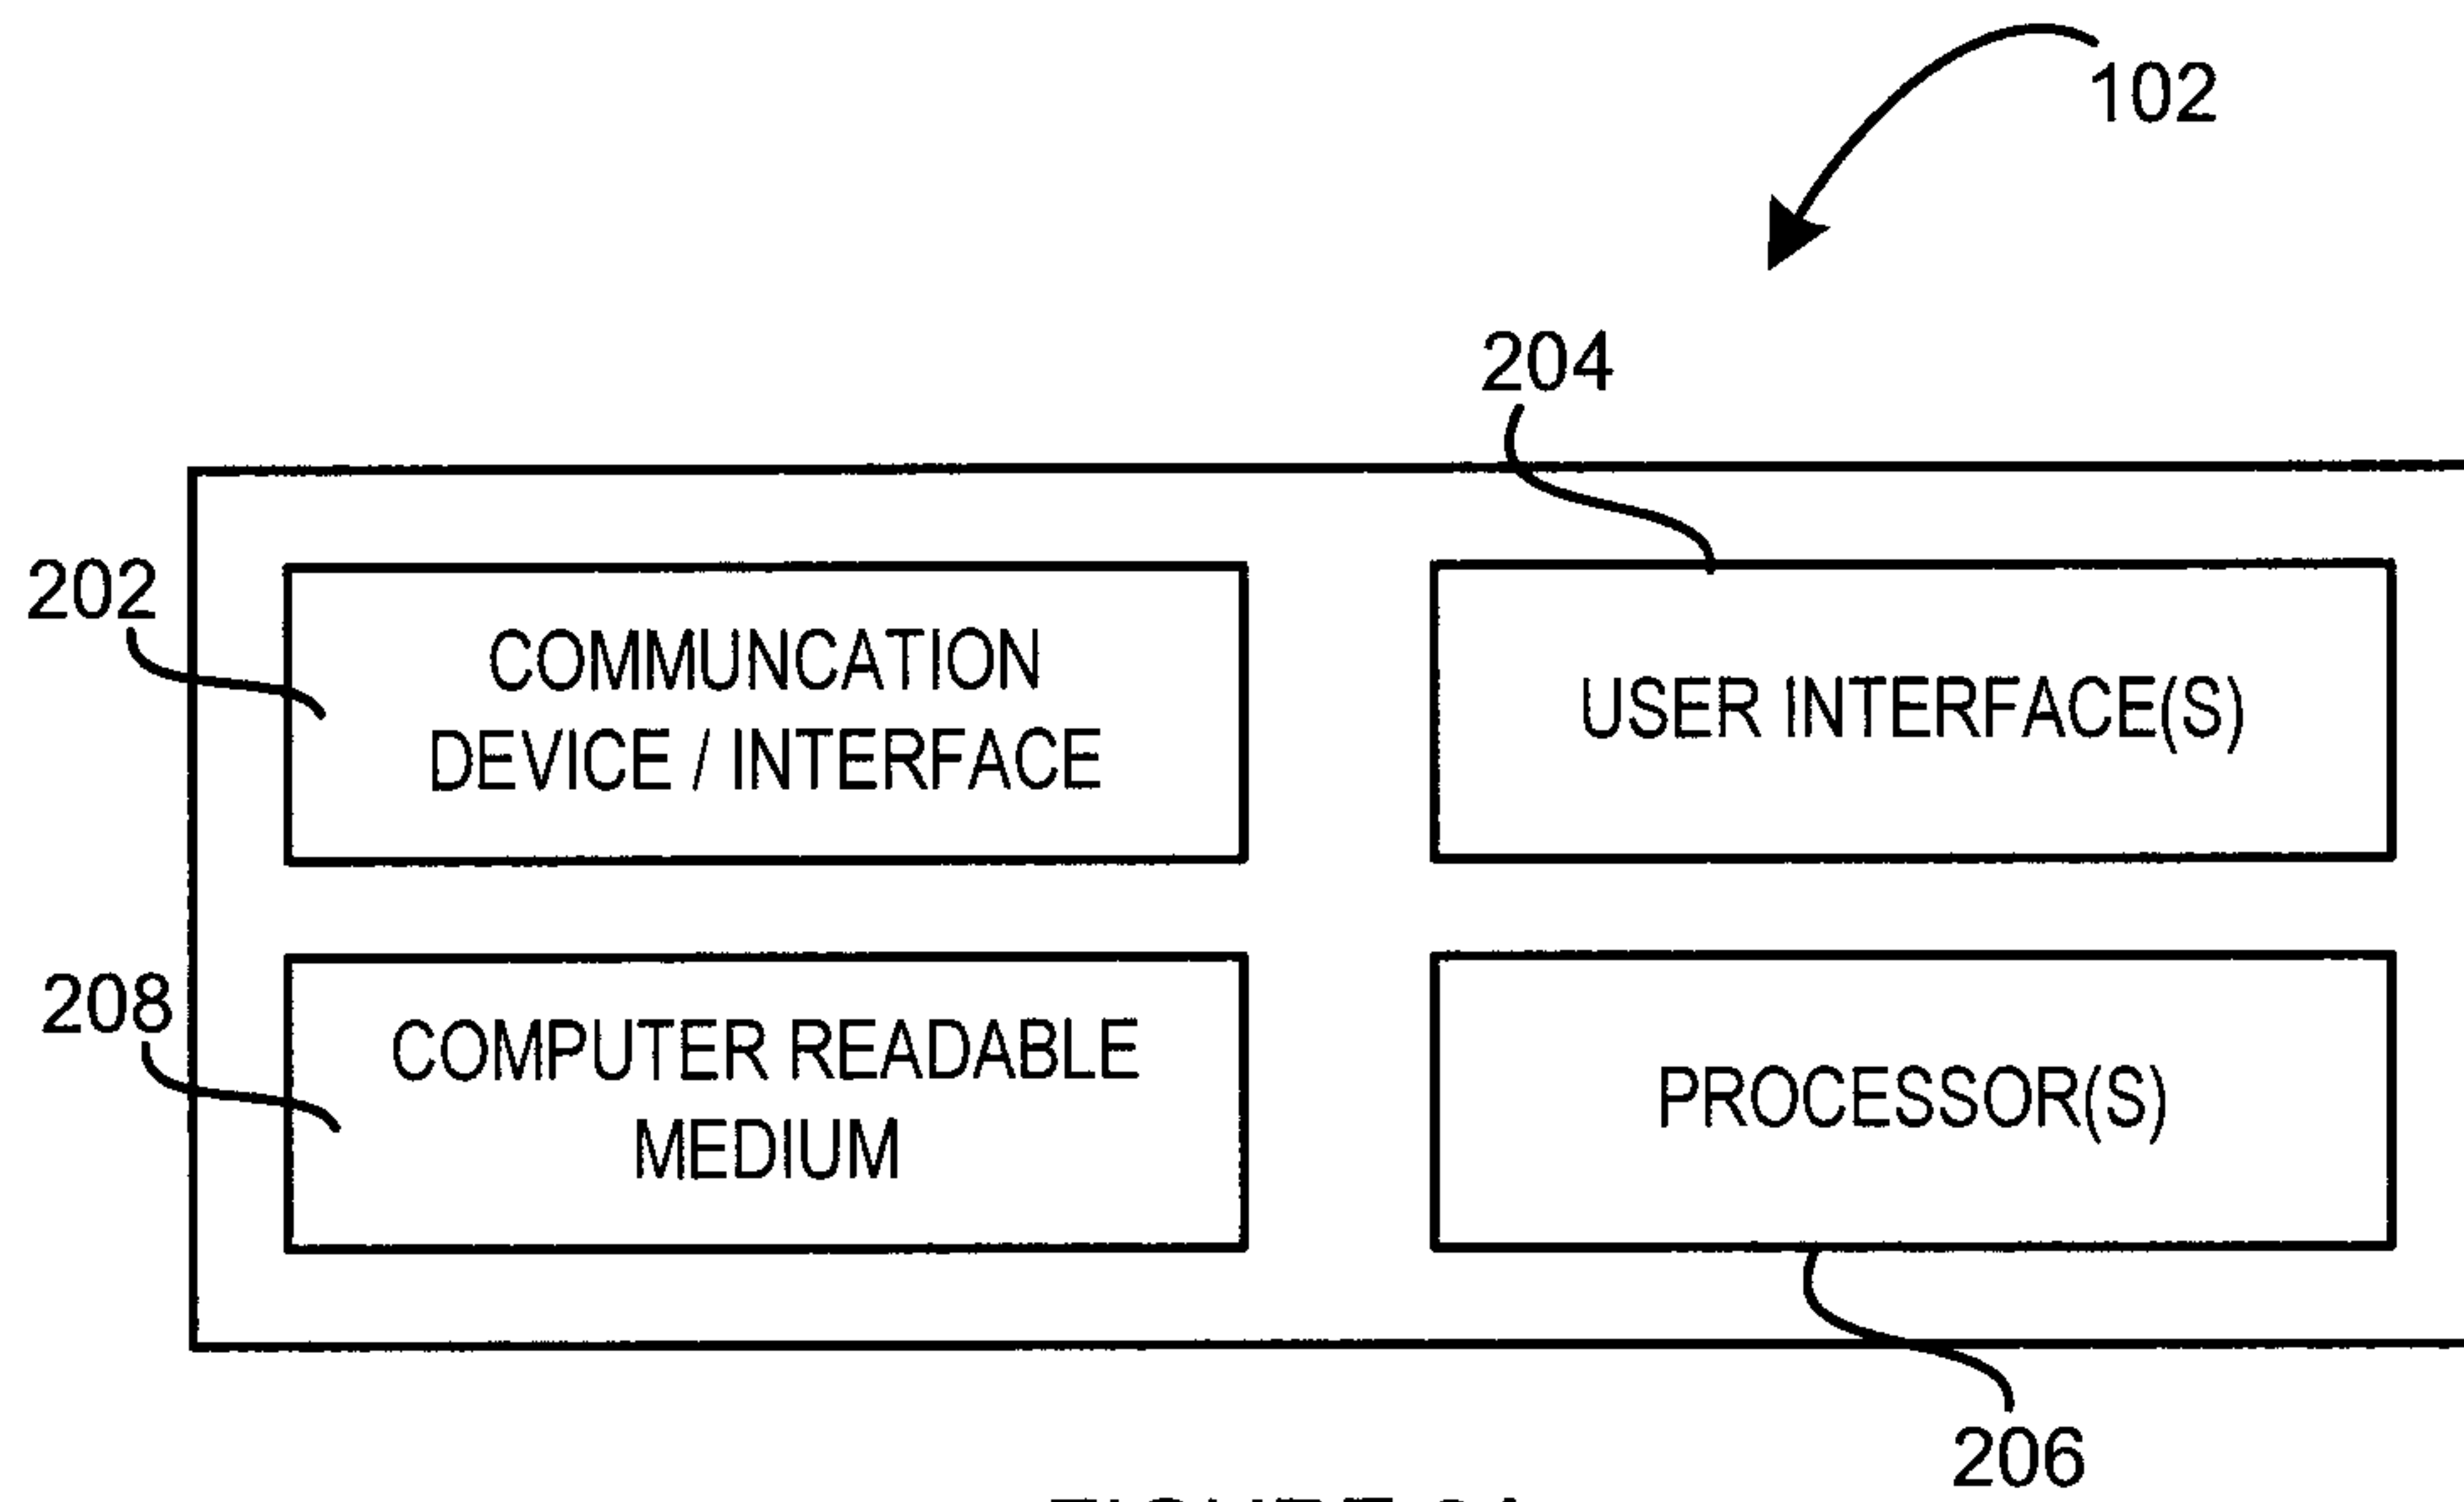 102
204
202
COMMUNCATION
DEVICE / INTERFACE
USER INTERFACE(S)
208
COMPUTER READABLE
MEDIUM
PROCESSOR(S)
206